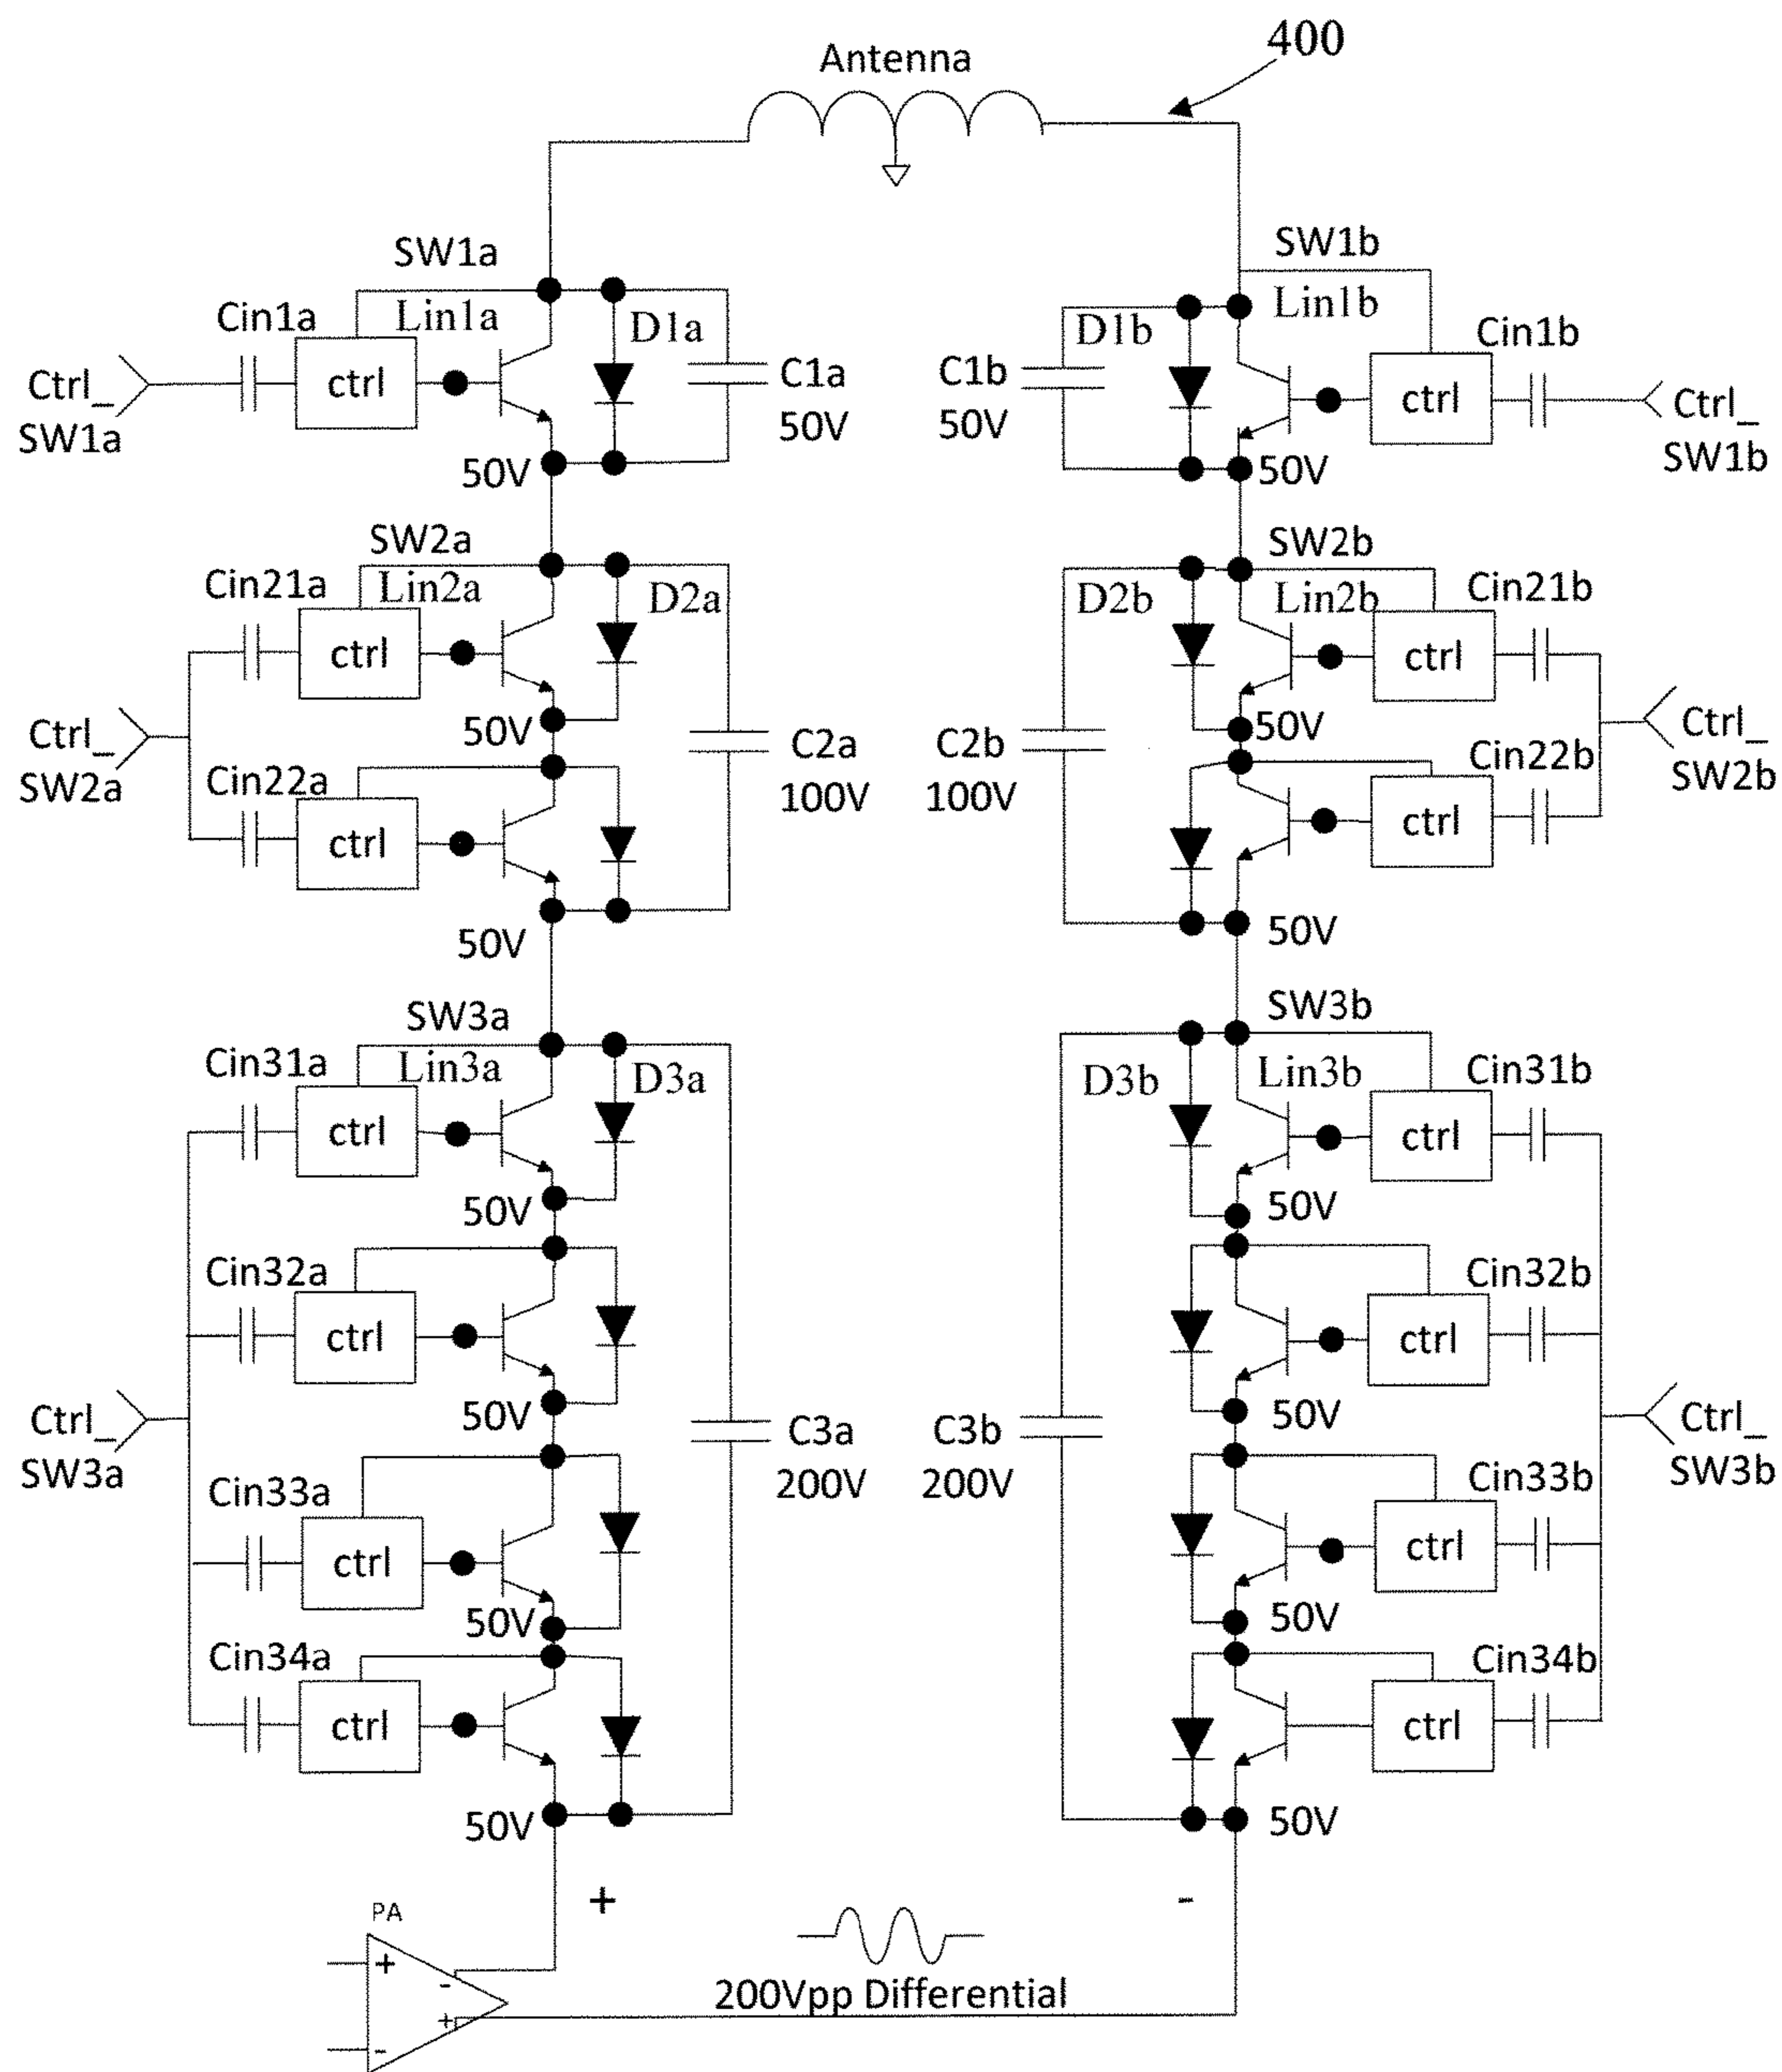 400
Antenna
SW1a
SW1b
Cin1a
Lin1a
D1a
D1b
Lin1b
Cin1b
Ctrl_
SW1a
ctrl
C1a
50V
C1b
50V
ctrl
Ctrl_
SW1b
50V
50V
SW2a
SW2b
Cin21a
Lin2a
D2a
D2b
Lin2b
Cin21b
ctrl
ctrl
50V
50V
Ctrl_
SW2a
C2a
100V
C2b
100V
Ctrl_
SW2b
Cin22a
Cin22b
ctrl
ctrl
50V
50V
SW3a
SW3b
Cin31a
Lin3a
D3a
D3b
Lin3b
Cin31b
ctrl
ctrl
50V
50V
Cin32a
Cin32b
ctrl
ctrl
50V
50V
Ctrl_
SW3a
C3a
200V
C3b
200V
Ctrl_
SW3b
Cin33a
Cin33b
ctrl
ctrl
50V
50V
Cin34a
Cin34b
ctrl
ctrl
50V
50V
+
-
PA
+
-
+
-
200Vpp Differential